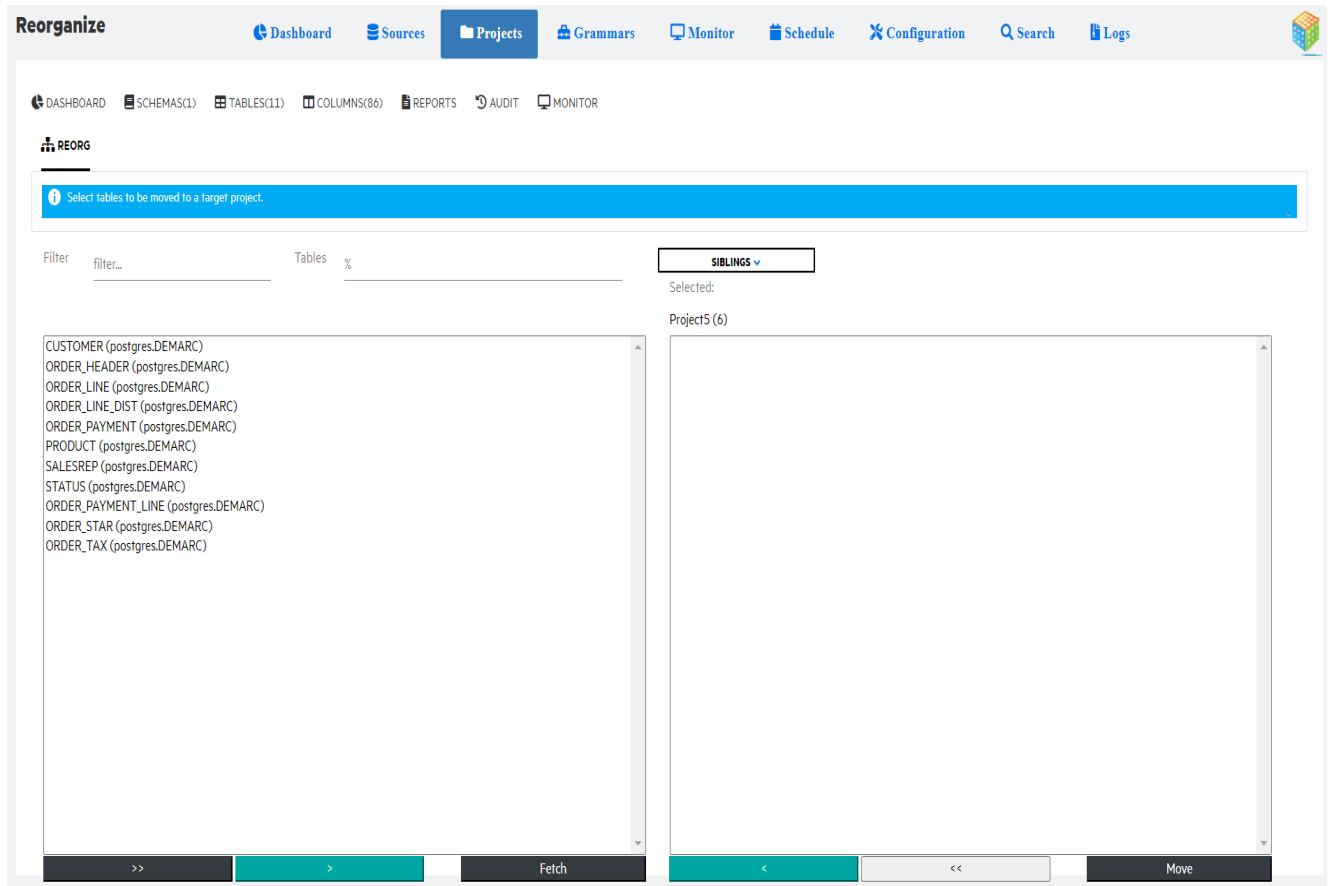 Reorganize
Dashboard Sources Projects Grammars Monitor Schedule Configuration Search Logs
DASHBOARD SCHEMAS(1) TABLES(11) COLUMNS(86) REPORTS AUDIT MONITOR
REORG
Select tables to be moved to a target project.
Filter filter... Tables % SIBLINGS
Selected:
Project5 (6)
CUSTOMER (postgres.DEMARC)
ORDER_HEADER (postgres.DEMARC)
ORDER_LINE (postgres.DEMARC)
ORDER_LINE_DIST (postgres.DEMARC)
ORDER_PAYMENT (postgres.DEMARC)
PRODUCT (postgres.DEMARC)
SALESREP (postgres.DEMARC)
STATUS (postgres.DEMARC)
ORDER_PAYMENT_LINE (postgres.DEMARC)
ORDER_STAR (postgres.DEMARC)
ORDER_TAX (postgres.DEMARC)
>> > Fetch < << Move